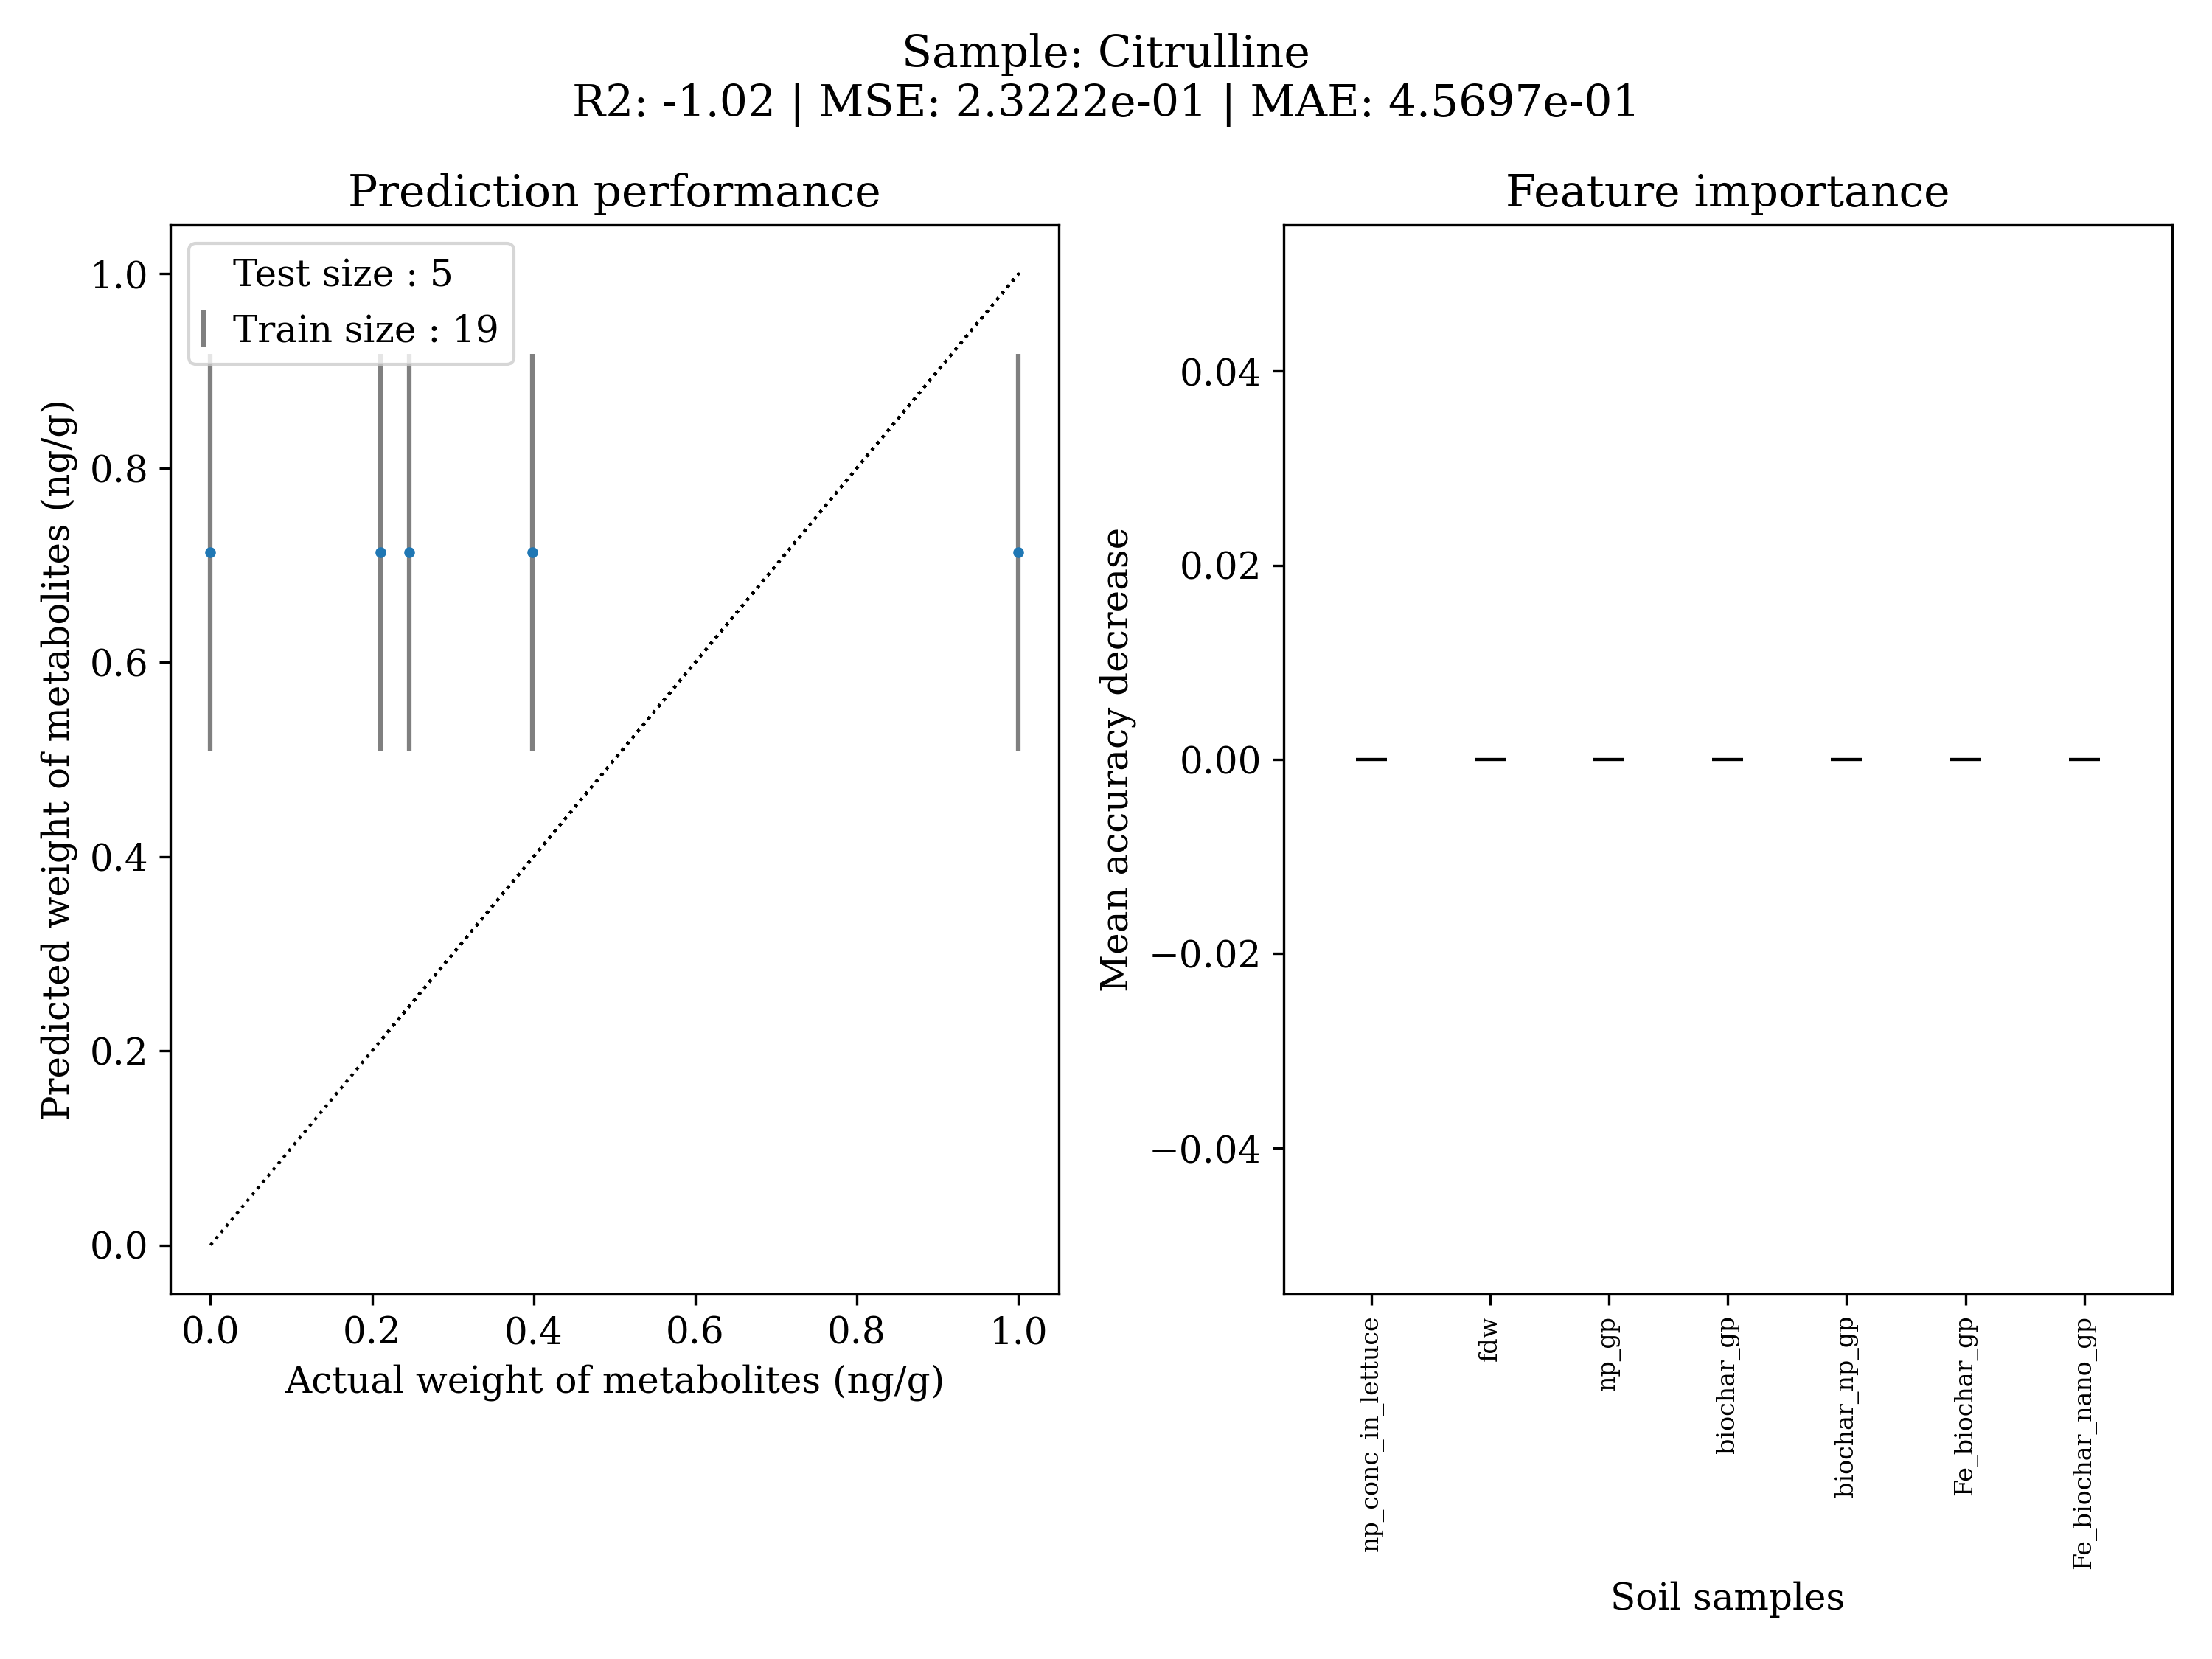 Sample: Citrulline
R2: -1.02 | MSE: 2.3222e-01 | MAE: 4.5697e-01
Prediction performance
Test size : 5
Train size : 19
1.0
0.8
0.6
0.4
0.2
0.0
Predicted weight of metabolites (ng/g)
0.0 0.2 0.4 0.6 0.8 1.0
Actual weight of metabolites (ng/g)
Feature importance
0.04
0.02
0.00
−0.02
−0.04
Mean accuracy decrease
np_conc_in_lettuce
fdw
np_gp
biochar_gp
biochar_np_gp
Fe_biochar_gp
Fe_biochar_nano_gp
Soil samples